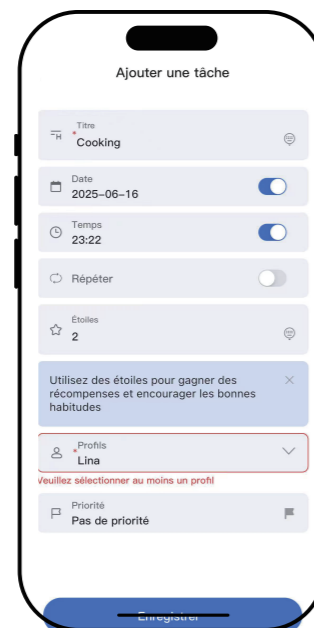 Ajouter une tâche
Titre
*Cooking
Date
2025-06-16
Temps
23:22
Répéter
Étoiles
2
Utilisez des étoiles pour gagner des
récompenses et encourager les bonnes
habitudes
*Profils
Lina
Veuillez sélectionner au moins un profil
Priorité
Pas de priorité
Enregistrer